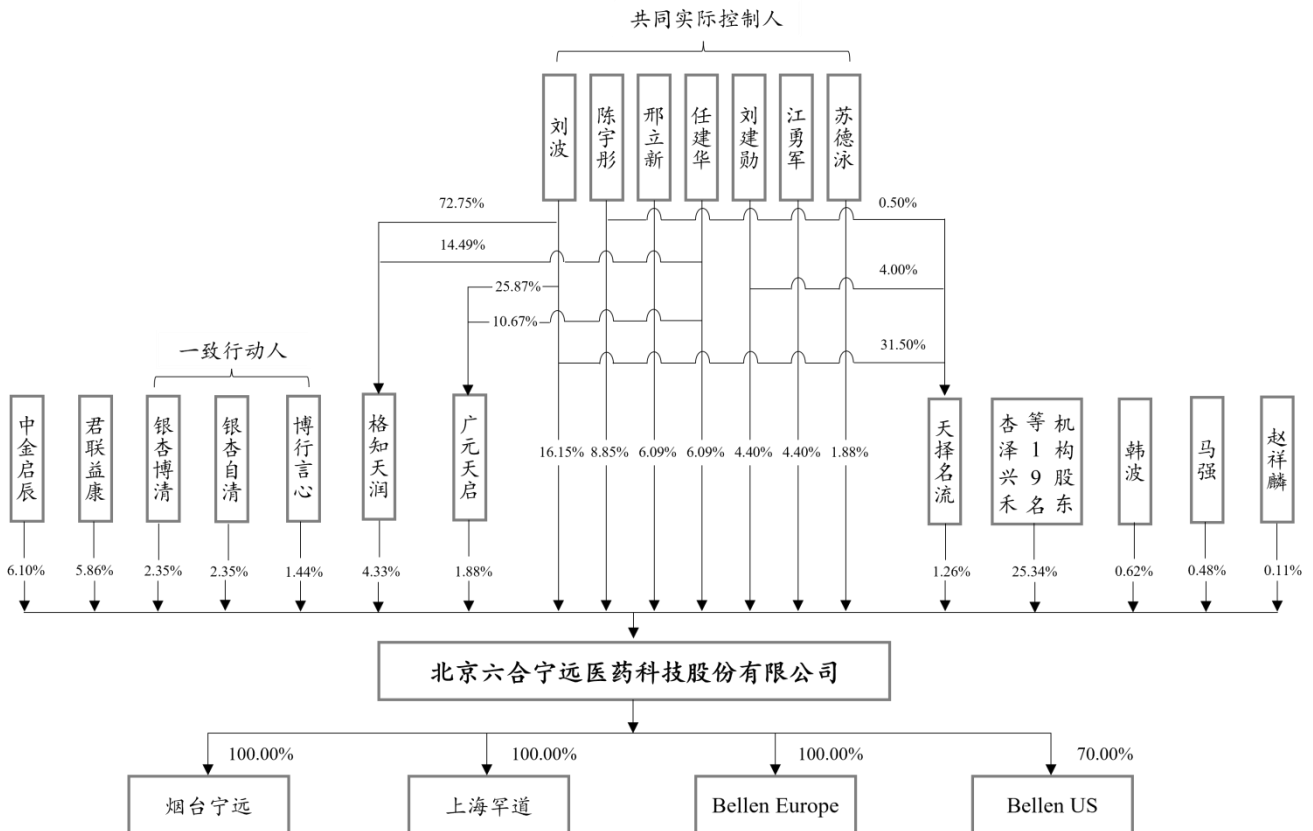 共同实际控制人
刘波
陈宇彤
邢立新
任建华
刘建勋
江勇军
苏德泳
72.75%
0.50%
14.49%
4.00%
25.87%
10.67%
31.50%
一致行动人
中金启辰
君联益康
银杏博清
银杏自清
博行言心
格知天润
广元天启
16.15%
8.85%
6.09%
6.09%
4.40%
4.40%
1.88%
天择名流
杏泽兴禾
等19名
机构股东
韩波
马强
赵祥麟
6.10%
5.86%
2.35%
2.35%
1.44%
4.33%
1.88%
1.26%
25.34%
0.62%
0.48%
0.11%
北京六合宁远医药科技股份有限公司
100.00%
100.00%
100.00%
70.00%
烟台宁远
上海罕道
Bellen Europe
Bellen US